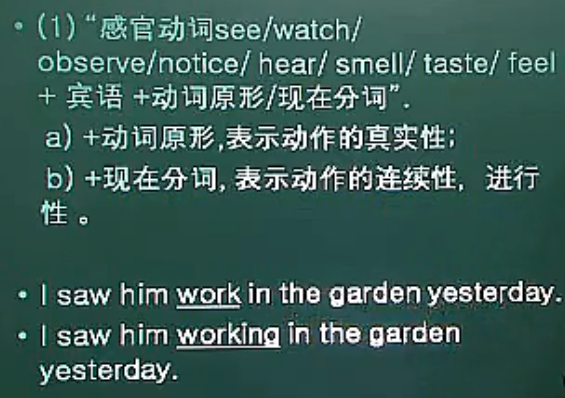 • (1)“感官动词see/watch/
observe/notice/ hear/ smell/ taste/ feel
+ 宾语 +动词原形/现在分词”.
a) +动词原形,表示动作的真实性;
b) +现在分词, 表示动作的连续性, 进行
性 。
• I saw him work in the garden yesterday.
• I saw him working in the garden
yesterday.